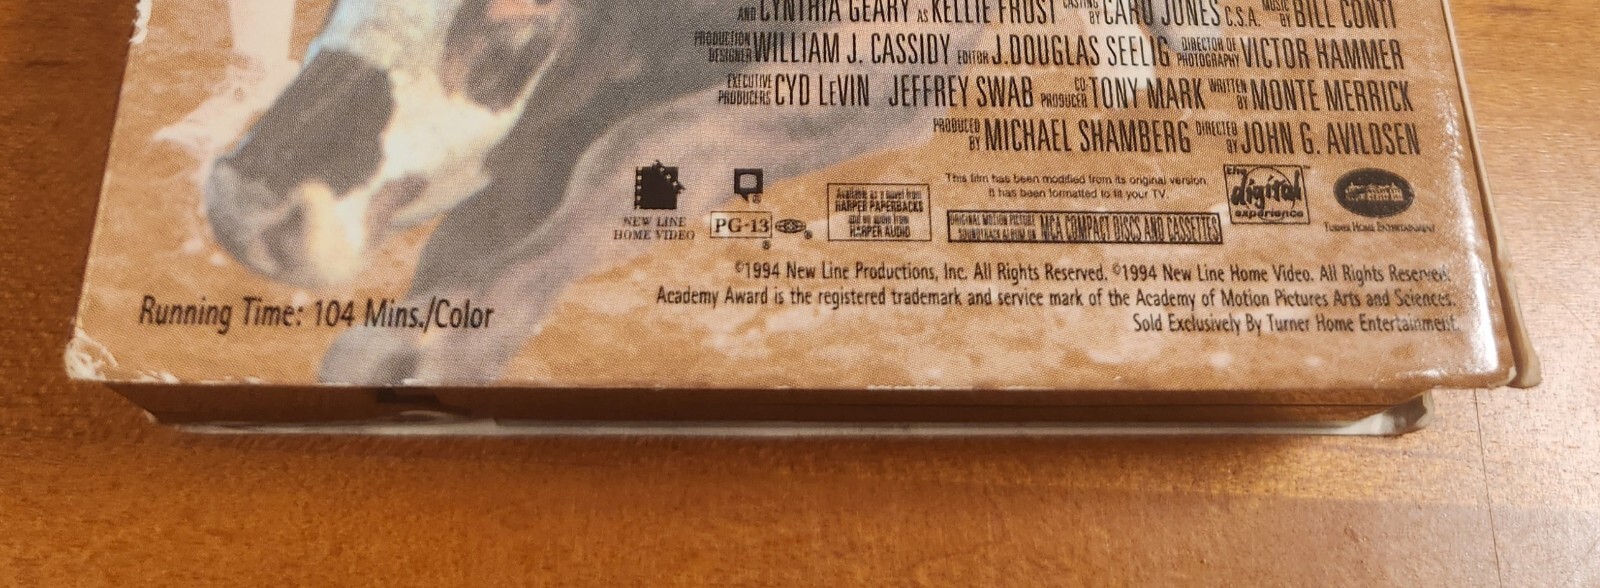 AND CYNTHIA GEARY AS KELLIE FROST CASTING BY CARO JONES C.S.A. MUSIC BY BILL CONTI
PRODUCTION DESIGNER WILLIAM J. CASSIDY EDITOR J. DOUGLAS SEELIG DIRECTOR OF PHOTOGRAPHY VICTOR HAMMER
EXECUTIVE PRODUCERS CYD LEVIN JEFFREY SWAB CO-PRODUCER TONY MARK WRITTEN BY MONTE MERRICK
PRODUCED BY MICHAEL SHAMBERG DIRECTED BY JOHN G. AVILDSEN
NEW LINE
HOME VIDEO
PG-13 ®
®
Available as a novel from
HARPER PAPERBACKS
and on audio from
HARPER AUDIO
This film has been modified from its original version.
It has been formatted to fit your TV.
ORIGINAL MOTION PICTURE SOUNDTRACK ALBUM ON MCA COMPACT DISCS AND CASSETTES
the
digital
experience
TURNER HOME ENTERTAINMENT
©1994 New Line Productions, Inc. All Rights Reserved. ©1994 New Line Home Video. All Rights Reserved.
Academy Award is the registered trademark and service mark of the Academy of Motion Pictures Arts and Sciences.
Sold Exclusively By Turner Home Entertainment.
Running Time: 104 Mins./Color